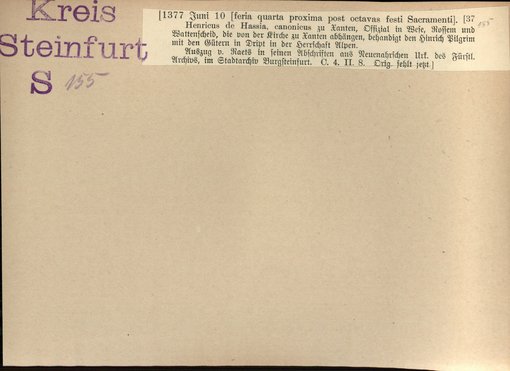 Kreis
Steinfurt
S 155
[1377 Juni 10 [feria quarta proxima post octavas festi Sacramenti]. [37
155
Henricus de Hassia, canonicus zu Xanten, Offizial in Wese, Rossem und
Wattenscheid, die von der Kirche zu Xanten abhängen, behandigt den Hinrich Pilgrim
mit den Gütern in Dript in der Herrschaft Alpen.
Auszug v. Raets in seinen Abschriften aus Neuenahrschen Urk. des Fürstl.
Archivs, im Stadtarchiv Burgsteinfurt. C. 4. II. 8. Orig. fehlt jetzt.]